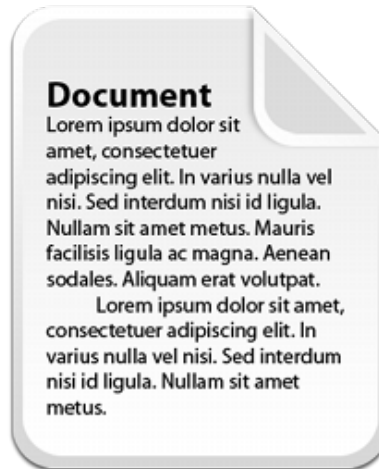 Document
Lorem ipsum dolor sit
amet, consectetuer
adipiscing elit. In varius nulla vel
nisi. Sed interdum nisi id ligula.
Nullam sit amet metus. Mauris
facilisis ligula ac magna. Aenean
sodales. Aliquam erat volutpat.
Lorem ipsum dolor sit amet,
consectetuer adipiscing elit. In
varius nulla vel nisi. Sed interdum
nisi id ligula. Nullam sit amet
metus.